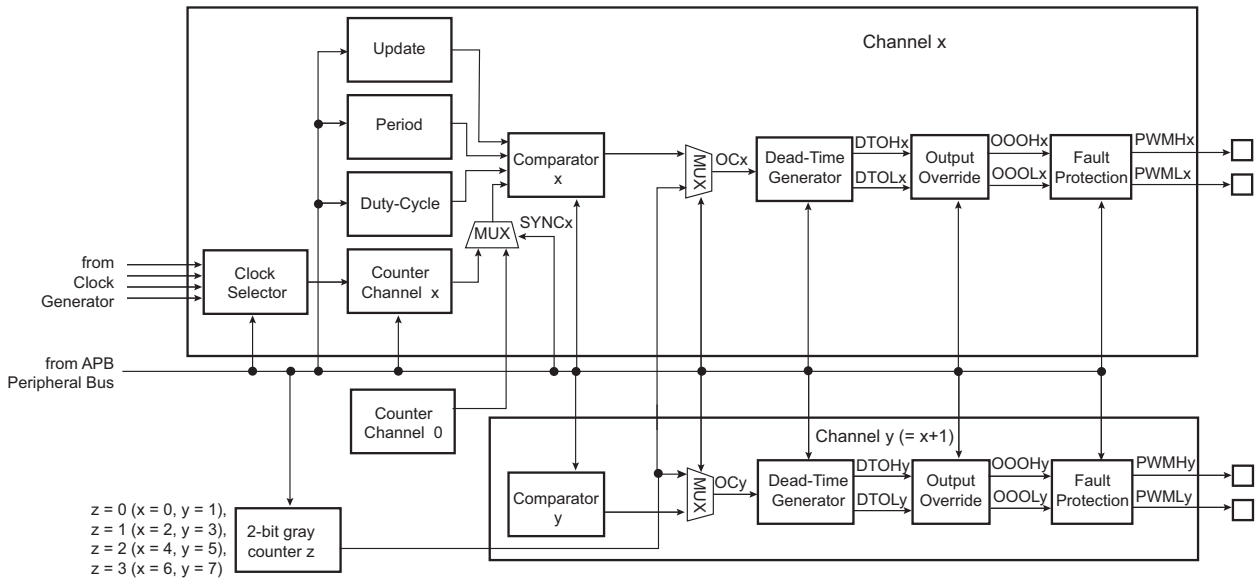 Channel x
Update
Period
Comparator
x
Duty-Cycle
MUX
SYNCx
MUX
OCx
Dead-Time
Generator
DTOHx
DTOLx
Output
Override
OOOHx
OOOLx
Fault
Protection
PWMHx
PWMLx
from
Clock
Generator
Clock
Selector
Counter
Channel x
from APB
Peripheral Bus
Counter
Channel 0
Channel y (= x+1)
Comparator
y
MUX
OCy
Dead-Time
Generator
DTOHy
DTOLy
Output
Override
OOOHy
OOOLy
Fault
Protection
PWMHy
PWMLy
z = 0 (x = 0, y = 1),
z = 1 (x = 2, y = 3),
z = 2 (x = 4, y = 5),
z = 3 (x = 6, y = 7)
2-bit gray
counter z